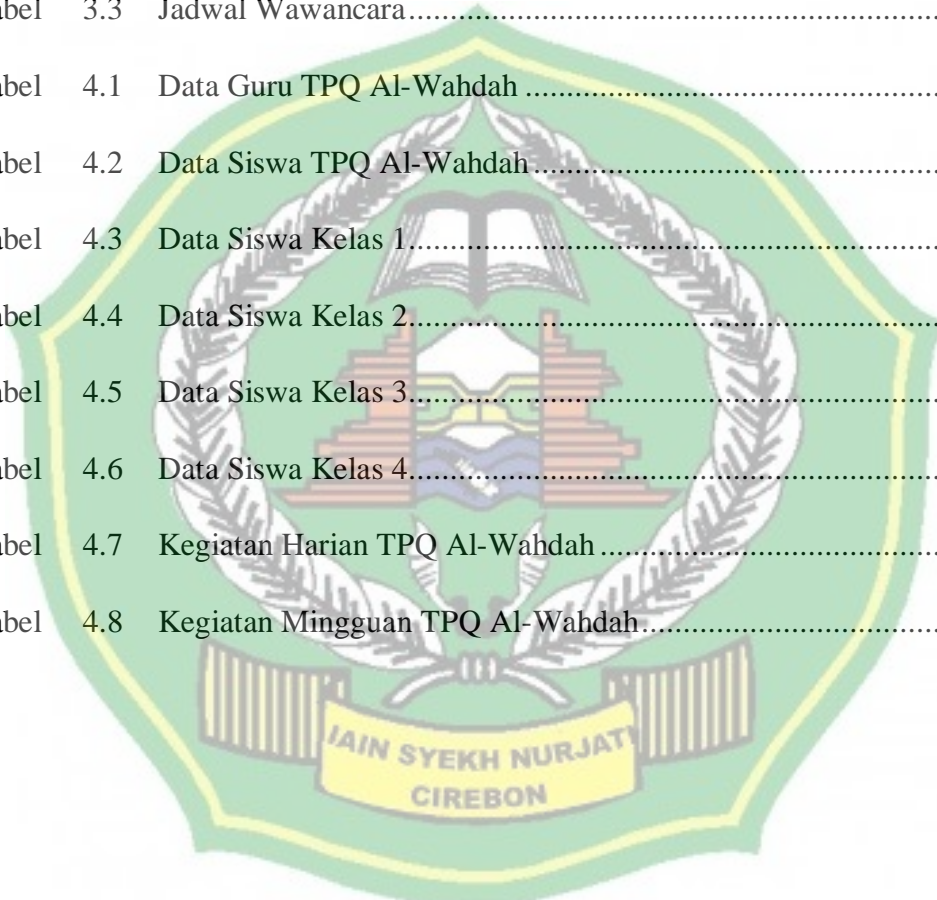 abel 3.3 Jadwal Wawancara..........................................................................
abel 4.1 Data Guru TPQ Al-Wahdah ..........................................................
abel 4.2 Data Siswa TPQ Al-Wahdah.........................................................
abel 4.3 Data Siswa Kelas 1.........................................................................
abel 4.4 Data Siswa Kelas 2.........................................................................
abel 4.5 Data Siswa Kelas 3.........................................................................
abel 4.6 Data Siswa Kelas 4.........................................................................
abel 4.7 Kegiatan Harian TPQ Al-Wahdah ................................................
abel 4.8 Kegiatan Mingguan TPQ Al-Wahdah..........................................
IAIN SYEKH NURJATI
CIREBON